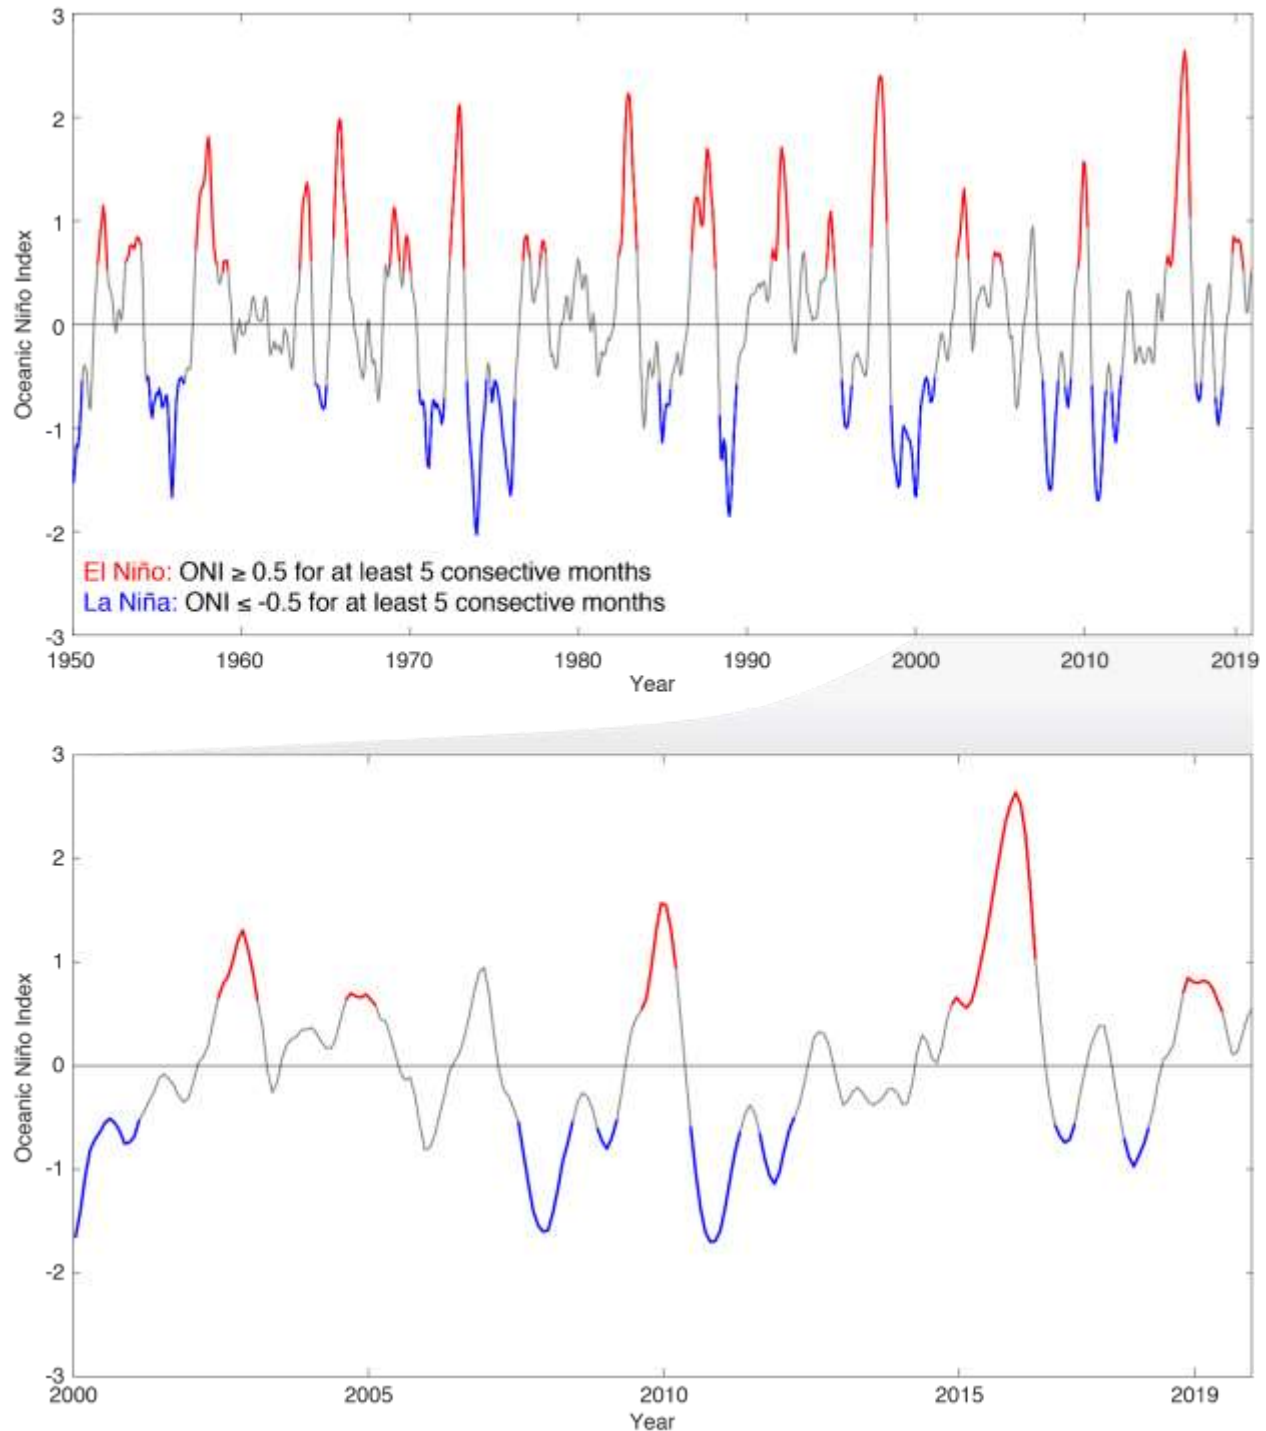 3
2
1
0
-1
-2
-3
Oceanic Niño Index
El Niño: ONI ≥ 0.5 for at least 5 consective months
La Niña: ONI ≤ -0.5 for at least 5 consective months
1950 1960 1970 1980 1990 2000 2010 2019
Year
3
2
1
0
-1
-2
-3
Oceanic Niño Index
2000 2005 2010 2015 2019
Year